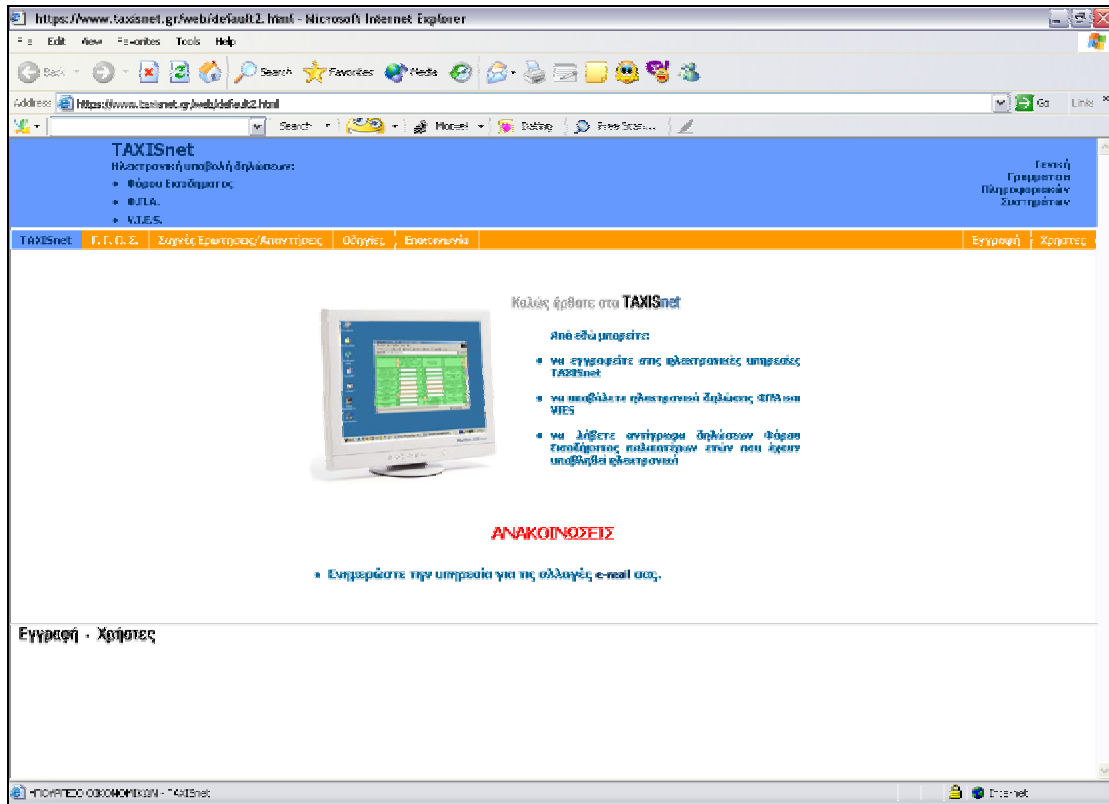 https://www.taxisnet.gr/web/default2.html - Microsoft Internet Explorer
Edit View Favorites Tools Help
Back Search Favorites Media
Address https://www.taxisnet.gr/web/default2.html Go Links
Search Dating
TAXISnet
Ηλεκτρονική υποβολή δηλώσεων:
• Φόρου Εισοδήματος
• Φ.Π.Α.
• V.I.E.S.
Γενική
Γραμματεία
Πληροφοριακών
Συστημάτων
TAXISnet Γ. Γ. Π. Σ. Συχνές Ερωτήσεις/Απαντήσεις Οδηγίες Επικοινωνία Εγγραφή Χρήστες
Καλώς ήρθατε στο TAXISnet
Από εδώ μπορείτε:
• να εγγραφείτε στις ηλεκτρονικές υπηρεσίες
TAXISnet
• να υποβάλετε ηλεκτρονικά δηλώσεις ΦΠΑ και
VIES
• να λάβετε αντίγραφα δηλώσεων Φόρου
Εισοδήματος παλαιοτέρων ετών που έχουν
υποβληθεί ηλεκτρονικά
ΑΝΑΚΟΙΝΩΣΕΙΣ
• Ενημερώστε την υπηρεσία για τις αλλαγές e-mail σας.
Εγγραφή - Χρήστες
ΥΠΟΥΡΓΕΙΟ ΟΙΚΟΝΟΜΙΚΩΝ - TAXISnet Internet